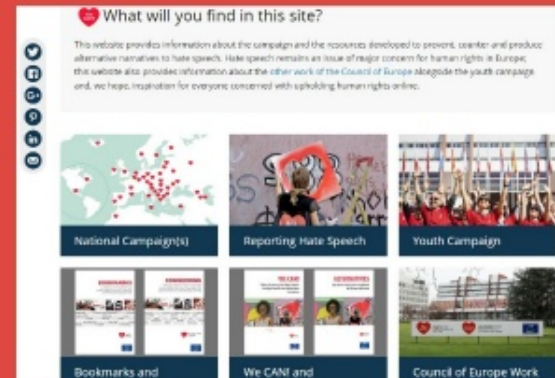 What will you find in this site?
This website provides information about the campaign and the resources developed to prevent, counter and produce
alternative narratives to hate speech. Hate speech remains an issue of major concern for human rights in Europe;
this website also provides information about the other work of the Council of Europe alongside the youth campaign
and, we hope, inspiration for everyone concerned with upholding human rights online.
National Campaign(s)
Reporting Hate Speech
Youth Campaign
WE CAN!
Bookmarks and
We CAN! and
Council of Europe Work